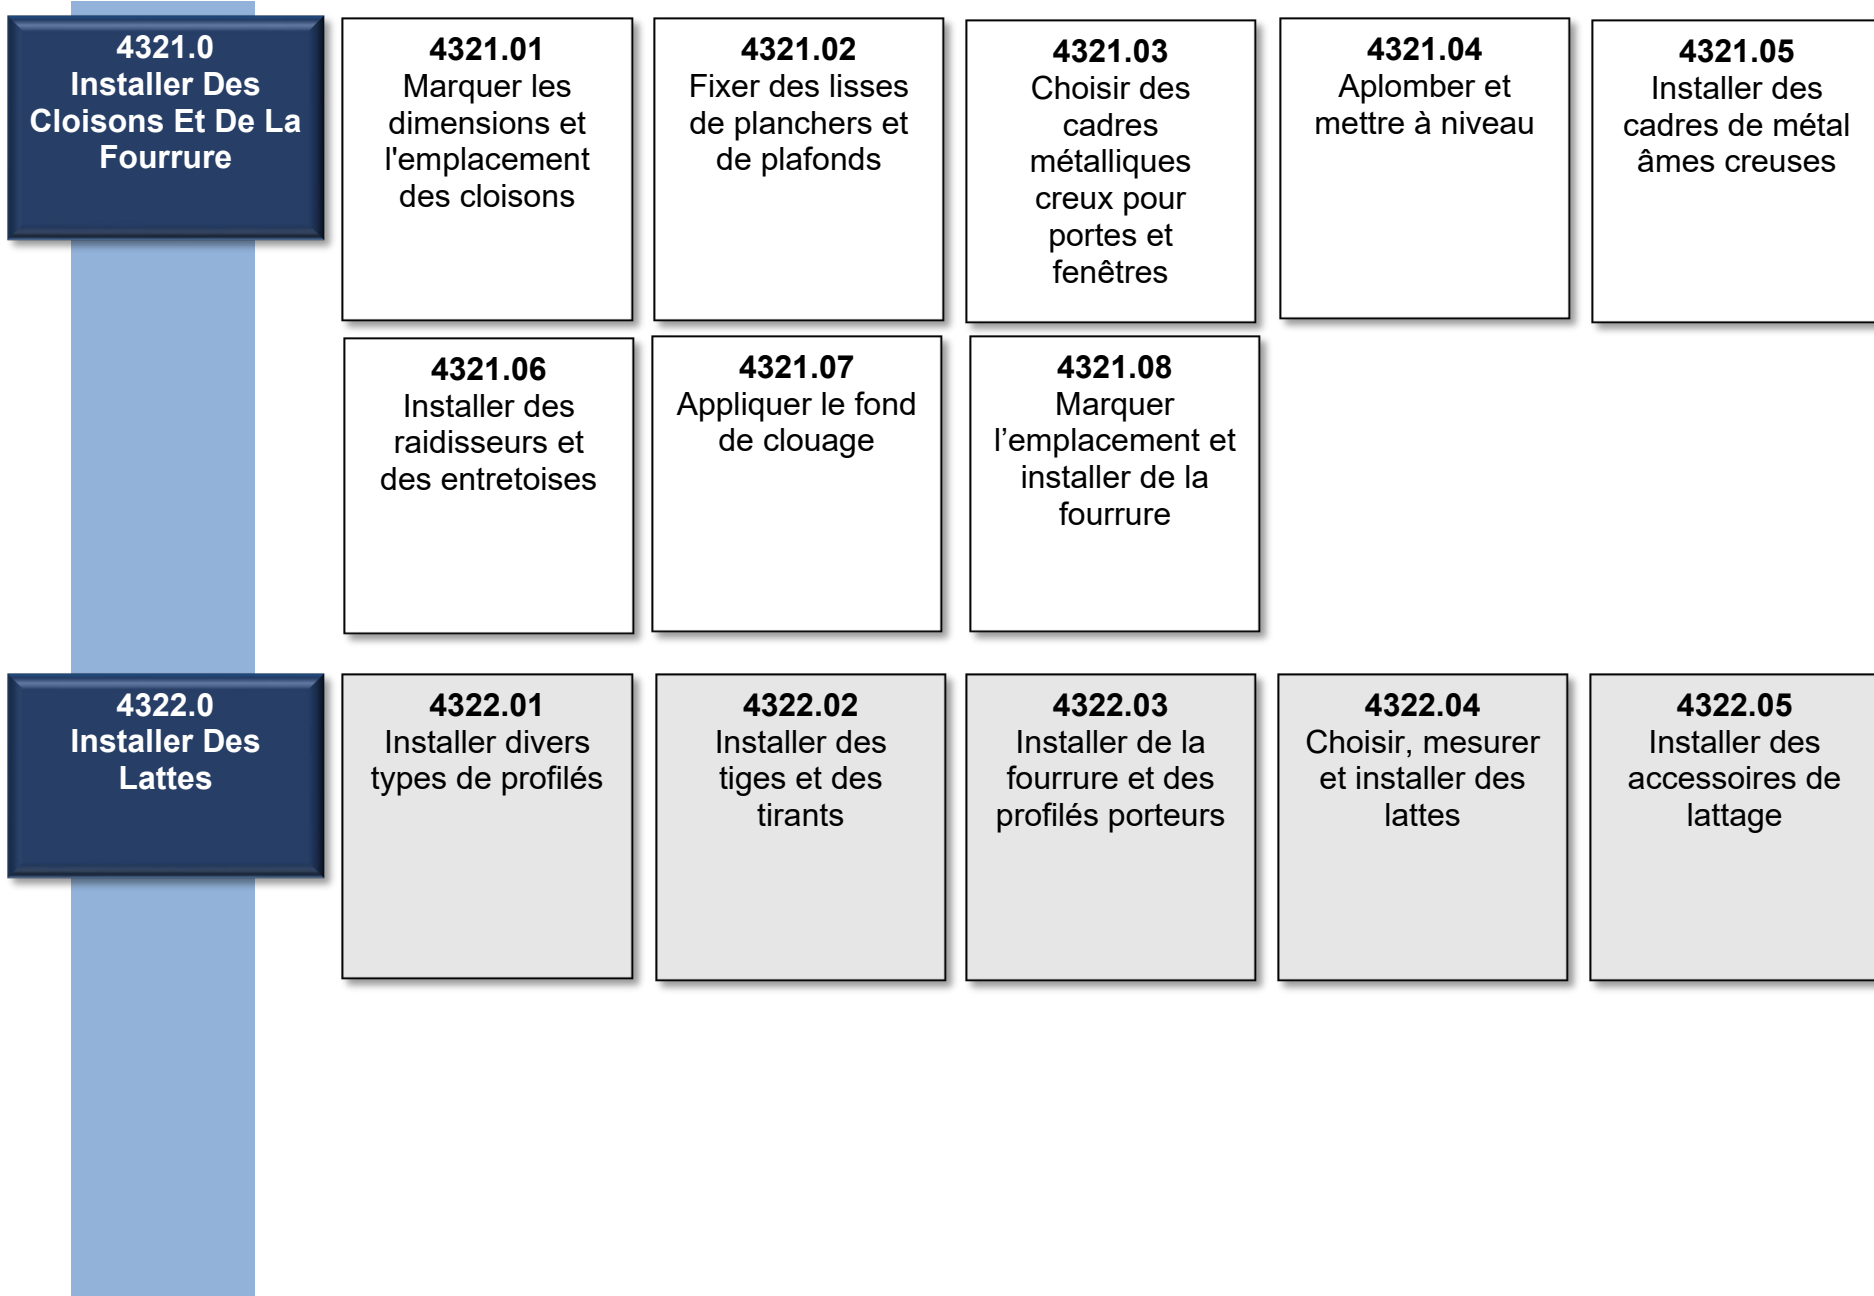 4321.0
Installer Des
Cloisons Et De La
Fourrure
4321.01
Marquer les
dimensions et
l'emplacement
des cloisons
4321.02
Fixer des lisses
de planchers et
de plafonds
4321.03
Choisir des
cadres
métalliques
creux pour
portes et
fenêtres
4321.04
Aplomber et
mettre à niveau
4321.05
Installer des
cadres de métal
âmes creuses
4321.06
Installer des
raidisseurs et
des entretoises
4321.07
Appliquer le fond
de clouage
4321.08
Marquer
l’emplacement et
installer de la
fourrure
4322.0
Installer Des
Lattes
4322.01
Installer divers
types de profilés
4322.02
Installer des
tiges et des
tirants
4322.03
Installer de la
fourrure et des
profilés porteurs
4322.04
Choisir, mesurer
et installer des
lattes
4322.05
Installer des
accessoires de
lattage